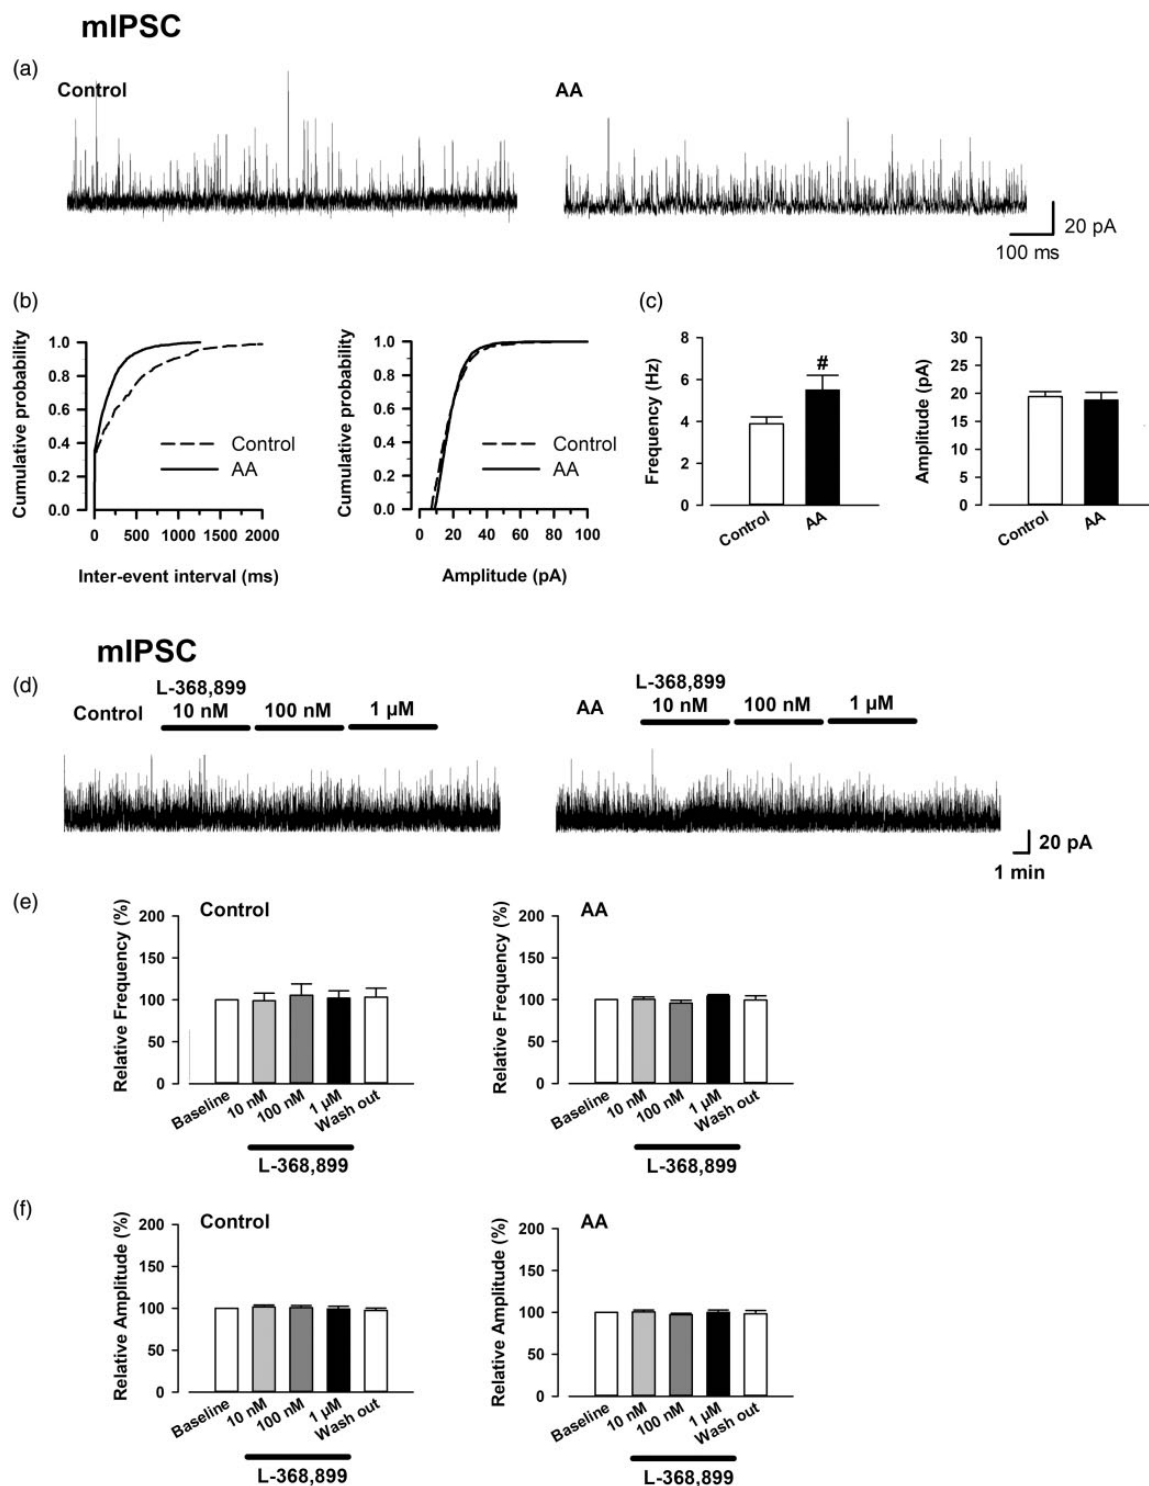 mIPSC
(a)
Control
AA
20 pA
100 ms
(b)
Cumulative probability
1.0
0.8
0.6
0.4
0.2
0.0
Control
AA
0 500 1000 1500 2000
Inter-event interval (ms)
Cumulative probability
1.0
0.8
0.6
0.4
0.2
0.0
Control
AA
0 20 40 60 80 100
Amplitude (pA)
(c)
Frequency (Hz)
8
6
4
2
0
#
Control AA
Amplitude (pA)
30
25
20
15
10
5
0
Control AA
mIPSC
(d)
Control
L-368,899
10 nM 100 nM 1 µM
AA
L-368,899
10 nM 100 nM 1 µM
20 pA
1 min
(e)
Control
Relative Frequency (%)
200
150
100
50
0
Baseline 10 nM 100 nM 1 µM Wash out
L-368,899
AA
Relative Frequency (%)
200
150
100
50
0
Baseline 10 nM 100 nM 1 µM Wash out
L-368,899
(f)
Control
Relative Amplitude (%)
200
150
100
50
0
Baseline 10 nM 100 nM 1 µM Wash out
L-368,899
AA
Relative Amplitude (%)
200
150
100
50
0
Baseline 10 nM 100 nM 1 µM Wash out
L-368,899